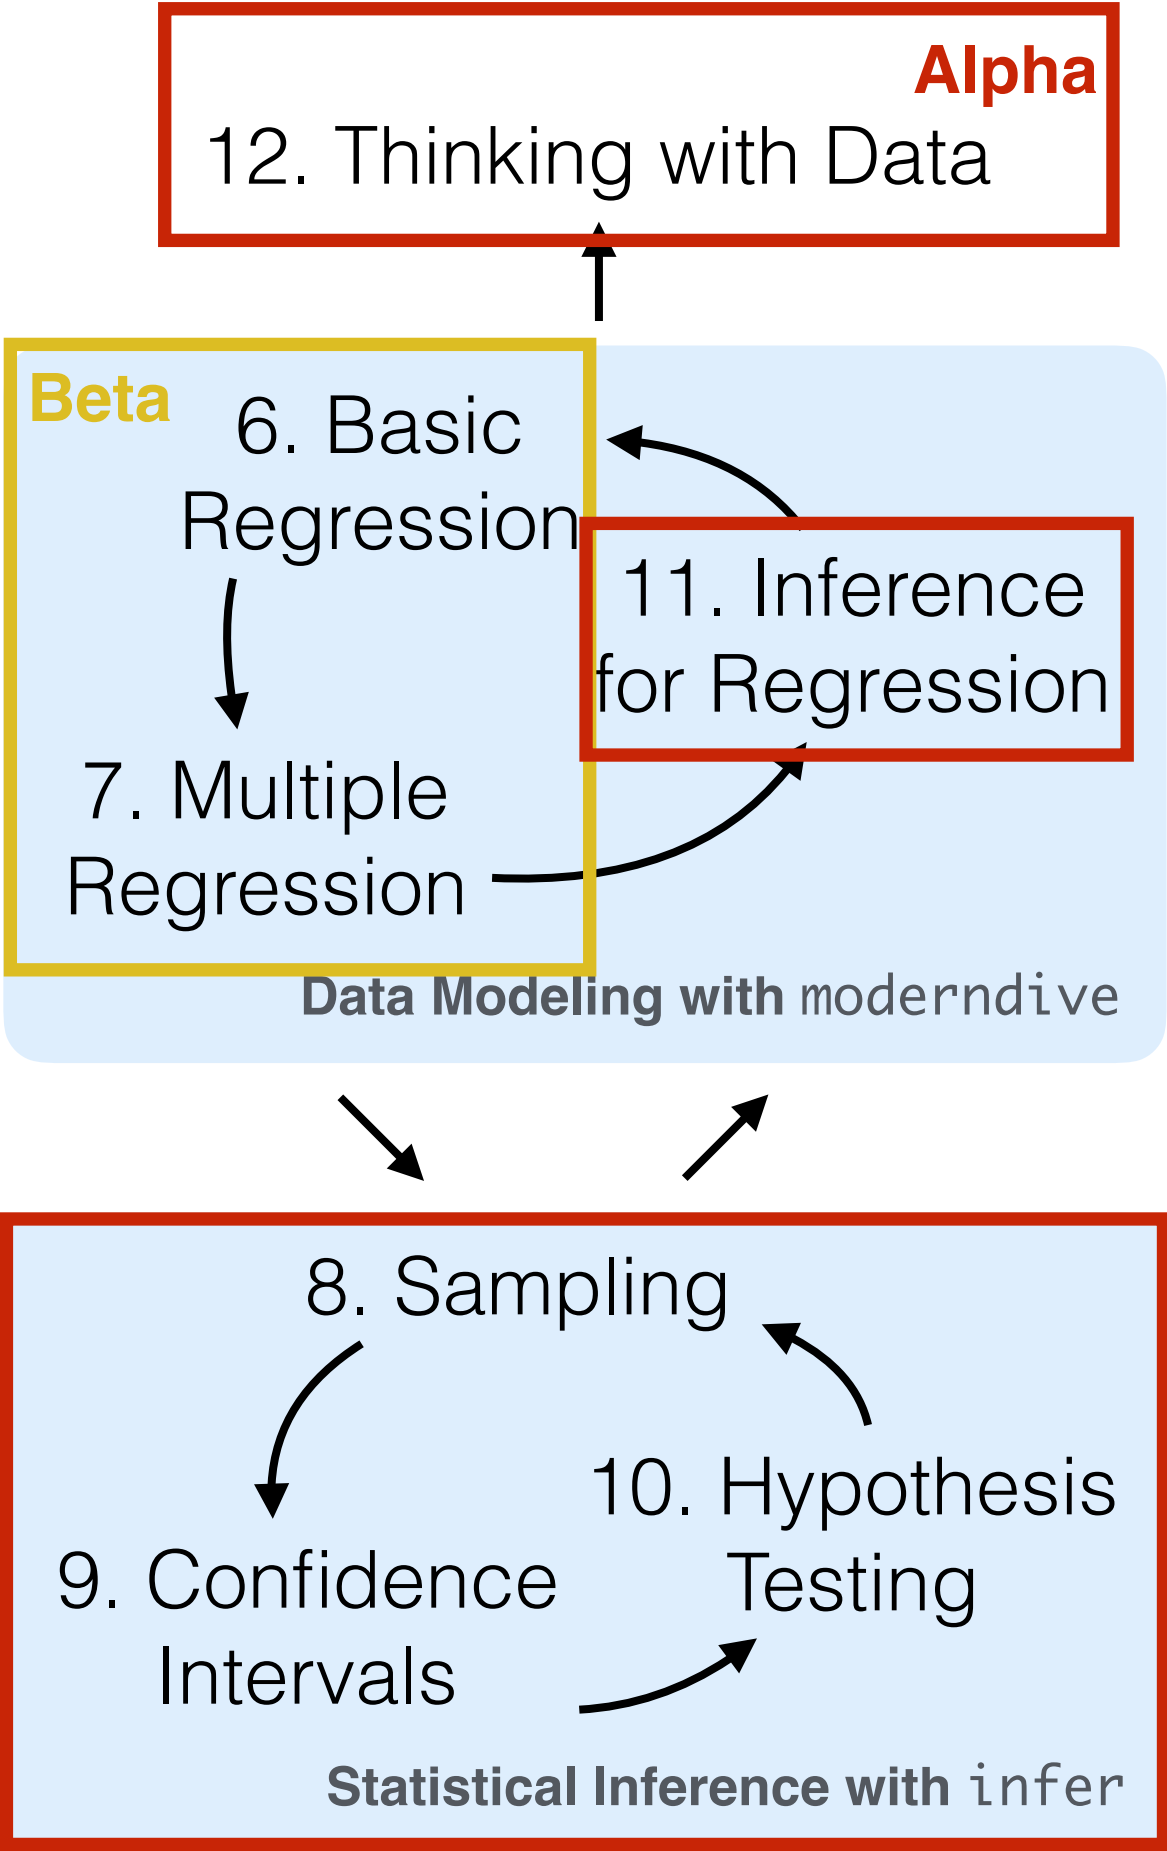 Alpha
12. Thinking with Data
Beta
6. Basic
Regression
11. Inference
for Regression
7. Multiple
Regression
Data Modeling with moderndive
8. Sampling
10. Hypothesis
Testing
9. Confidence
Intervals
Statistical Inference with infer